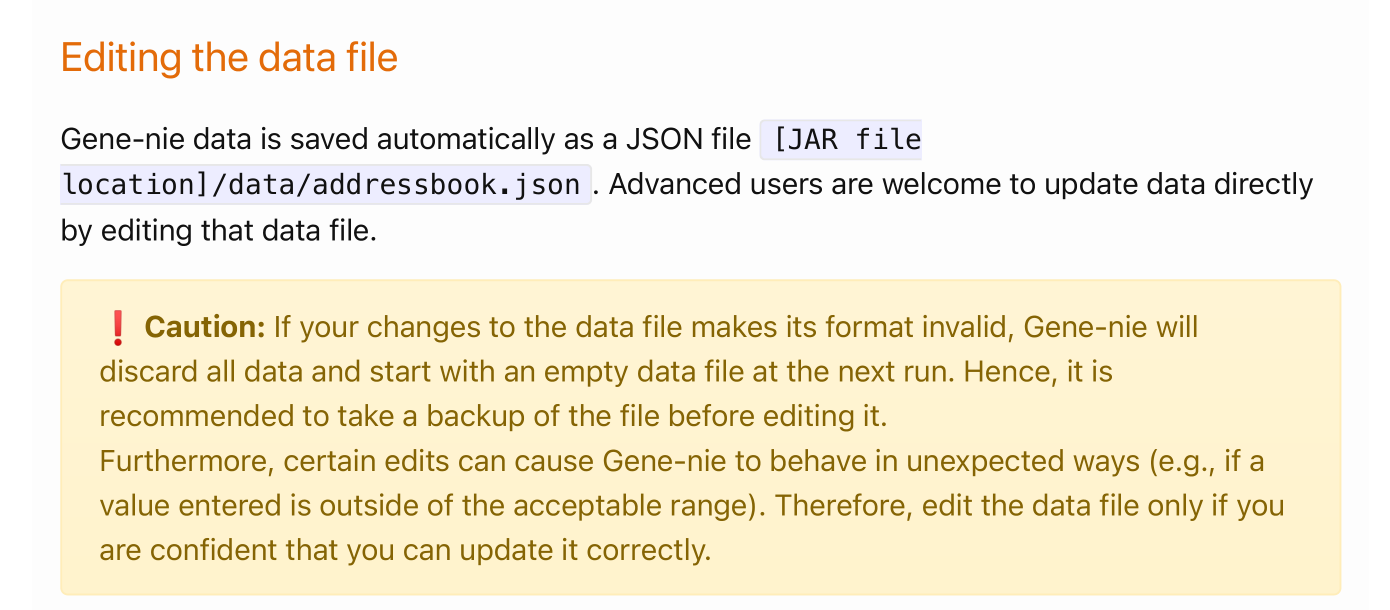 Editing the data file
Gene-nie data is saved automatically as a JSON file [JAR file
location]/data/addressbook.json. Advanced users are welcome to update data directly
by editing that data file.
❗ Caution: If your changes to the data file makes its format invalid, Gene-nie will
discard all data and start with an empty data file at the next run. Hence, it is
recommended to take a backup of the file before editing it.
Furthermore, certain edits can cause Gene-nie to behave in unexpected ways (e.g., if a
value entered is outside of the acceptable range). Therefore, edit the data file only if you
are confident that you can update it correctly.